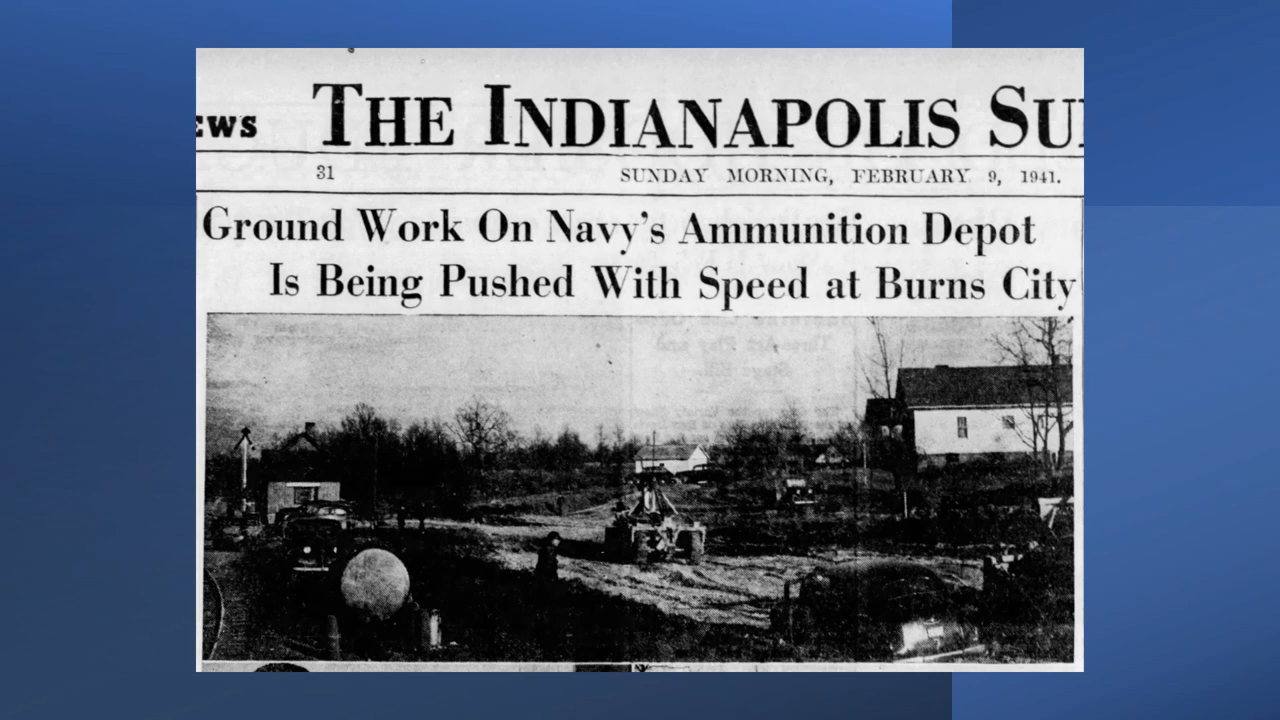 EWS THE INDIANAPOLIS SU
31 SUNDAY MORNING, FEBRUARY 9, 1941.
Ground Work On Navy's Ammunition Depot
Is Being Pushed With Speed at Burns City